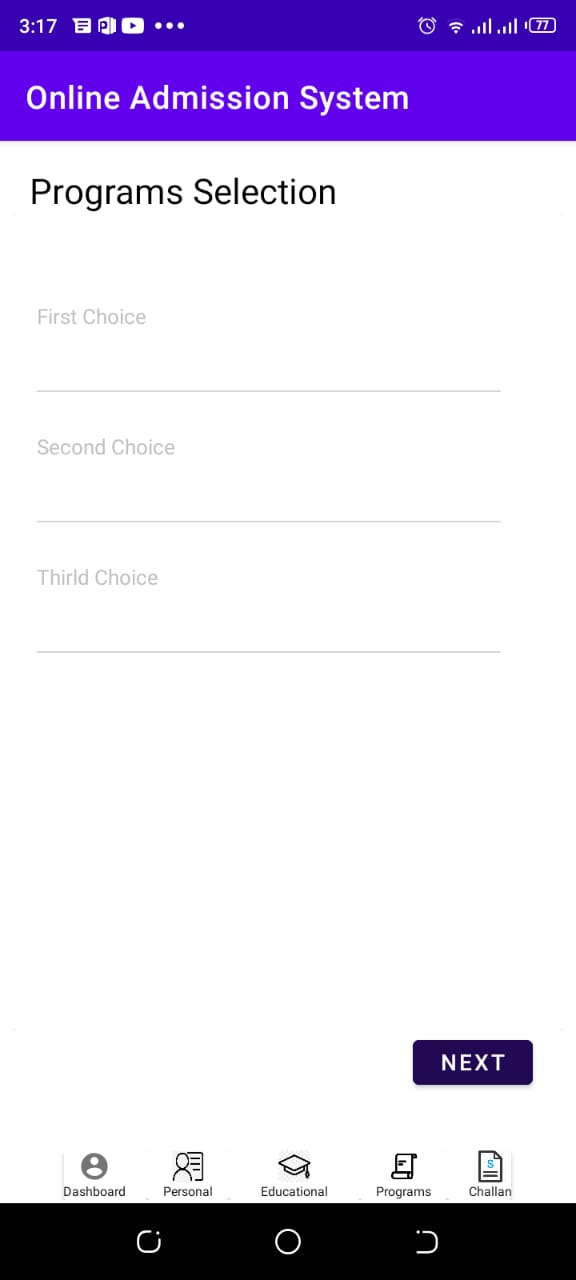 3:17 77
Online Admission System
Programs Selection
First Choice
Second Choice
Thirld Choice
NEXT
Dashboard Personal Educational Programs Challan